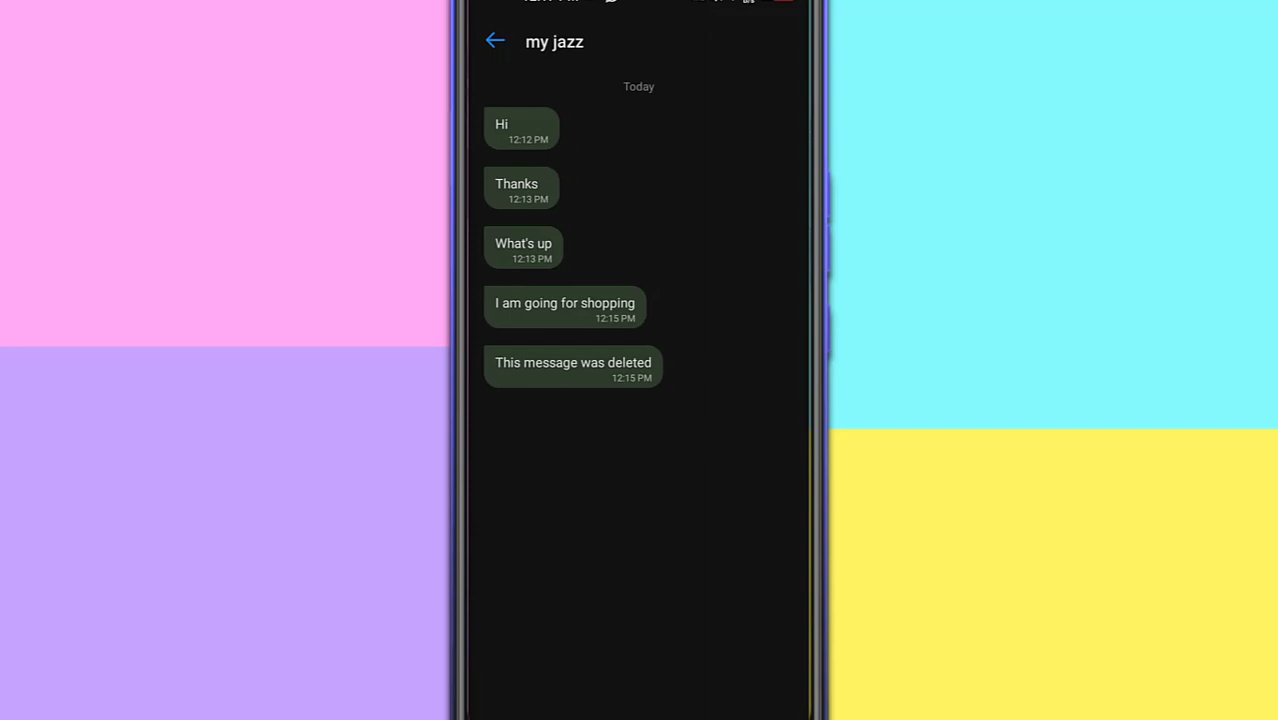 my jazz
Today
Hi
12:12 PM
Thanks
12:13 PM
What's up
12:13 PM
I am going for shopping
12:15 PM
This message was deleted
12:15 PM